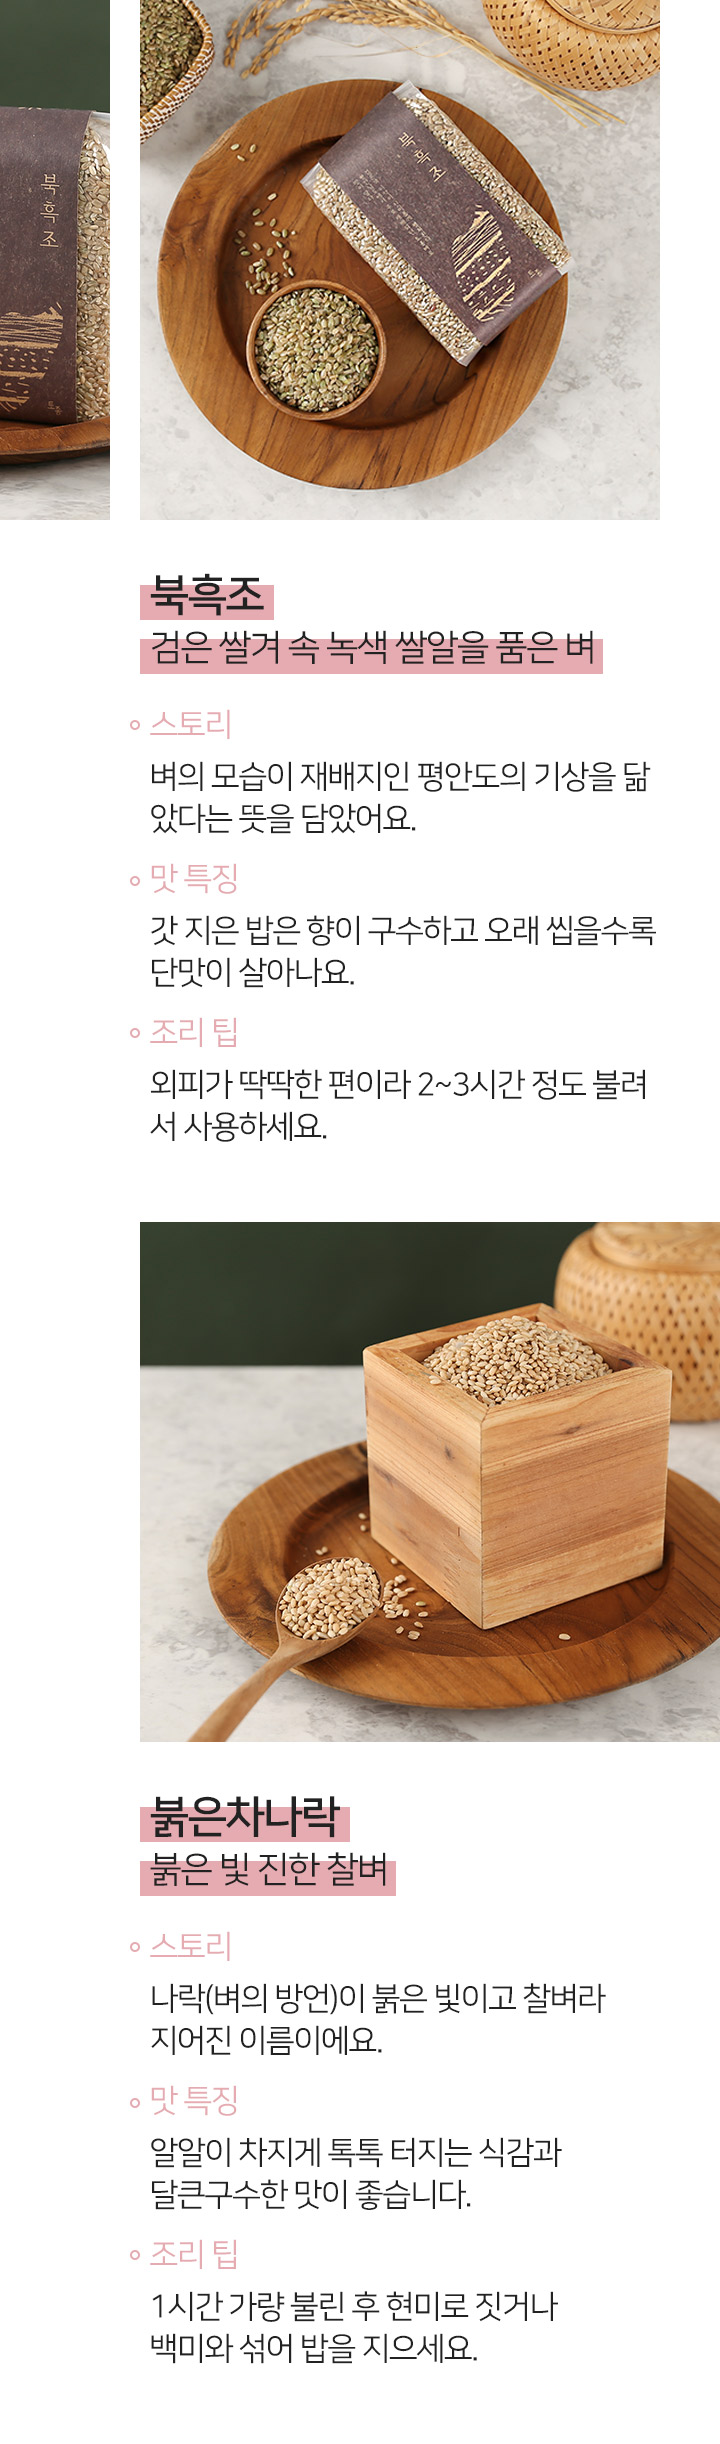 북흑조
북흑조
토종
북흑조
검은 쌀겨 속 녹색 쌀알을 품은 벼
스토리
벼의 모습이 재배지인 평안도의 기상을 닮
았다는 뜻을 담았어요.
맛 특징
갓 지은 밥은 향이 구수하고 오래 씹을수록
단맛이 살아나요.
조리 팁
외피가 딱딱한 편이라 2~3시간 정도 불려
서 사용하세요.
붉은차나락
붉은 빛 진한 찰벼
스토리
나락(벼의 방언)이 붉은 빛이고 찰벼라
지어진 이름이에요.
맛 특징
알알이 차지게 톡톡 터지는 식감과
달큰구수한 맛이 좋습니다.
조리 팁
1시간 가량 불린 후 현미로 짓거나
백미와 섞어 밥을 지으세요.